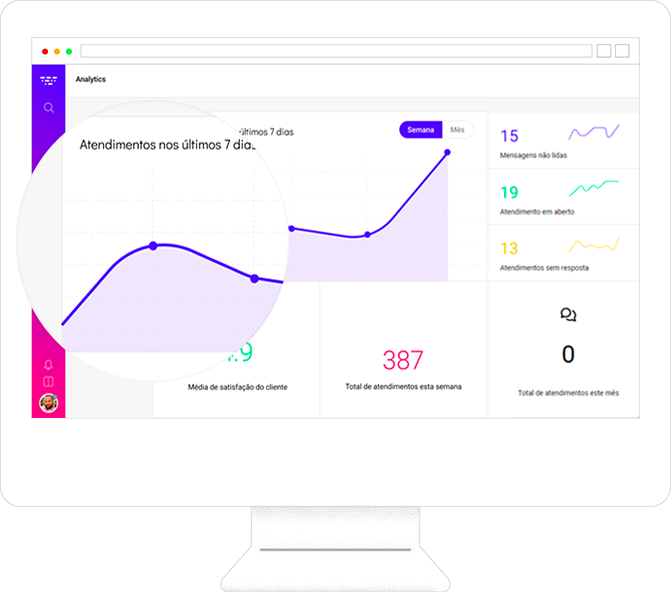 Analytics
Atendimentos nos últimos 7 dias
últimos 7 dias
Semana
Mês
15
Mensagens não lidas
19
Atendimento em aberto
13
Atendimentos sem resposta
Média de satisfação do cliente
387
Total de atendimentos esta semana
0
Total de atendimentos este mês